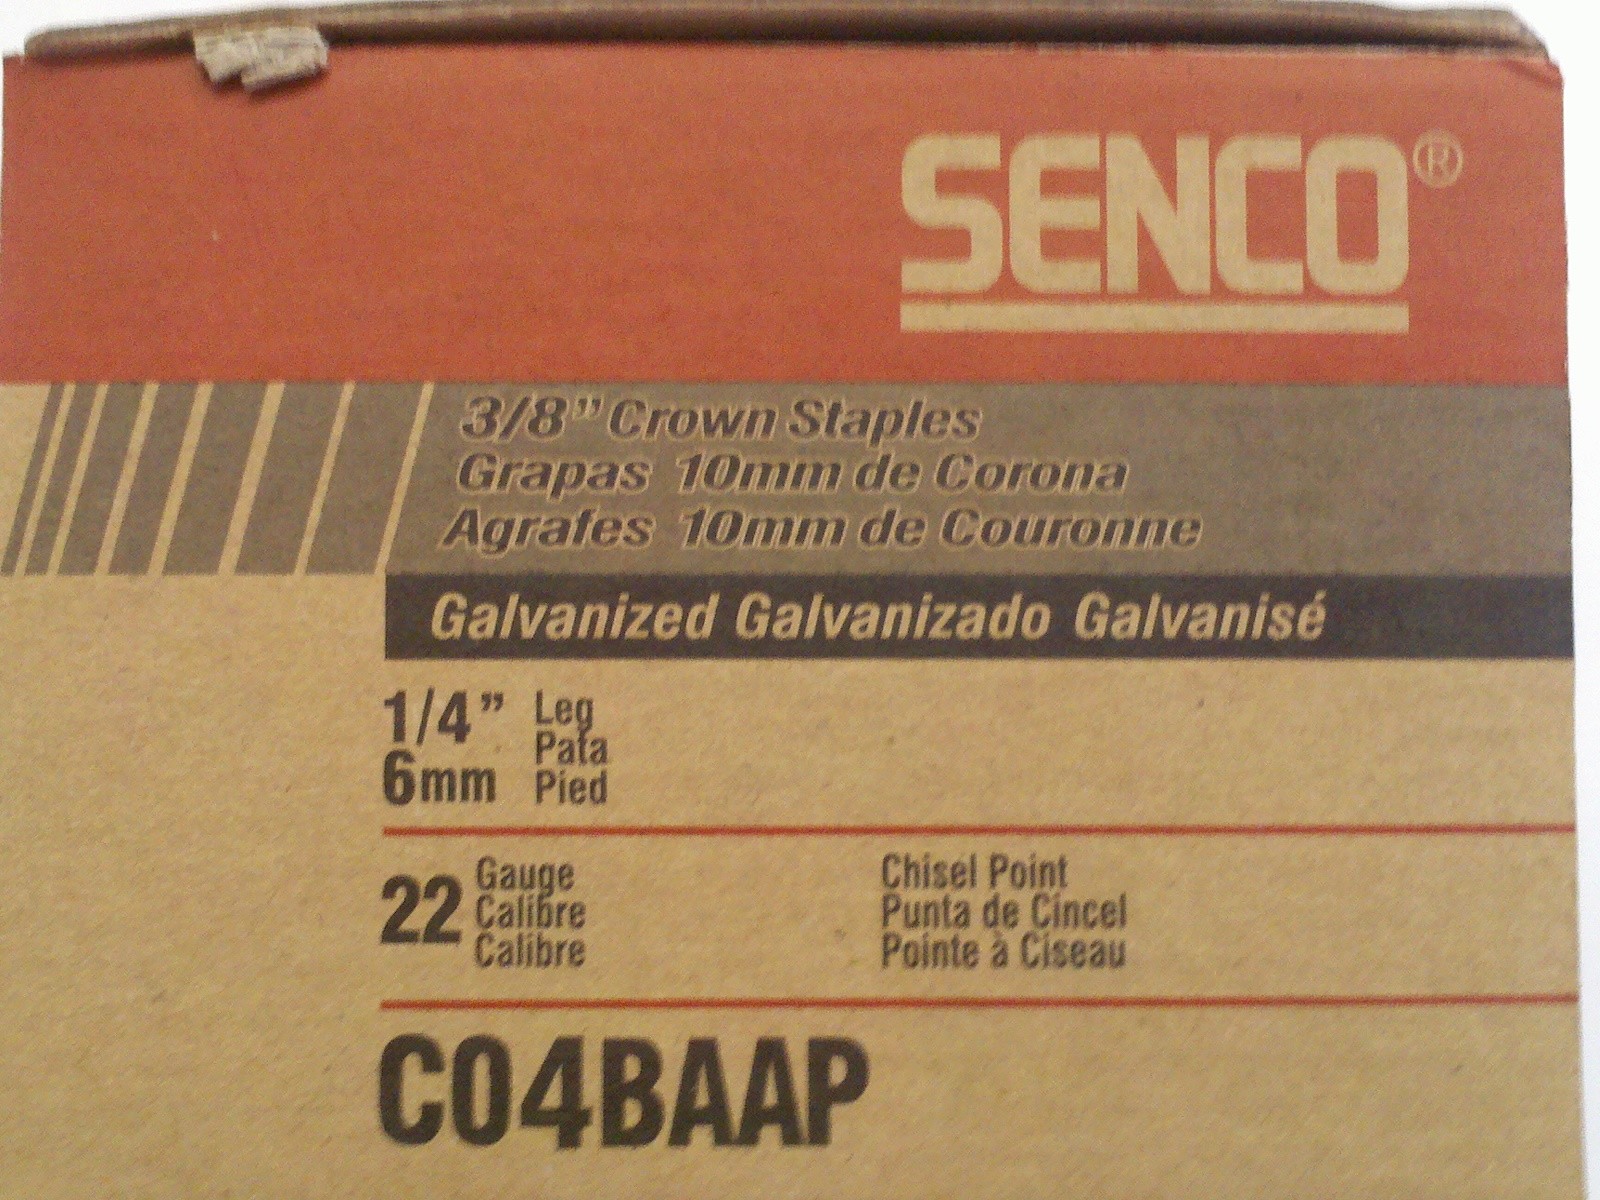 SENCO®
3/8” Crown Staples
Grapas 10mm de Corona
Agrafes 10mm de Couronne
Galvanized Galvanizado Galvanisé
1/4” Leg
Pata
6mm Pied
22 Gauge
Calibre
Calibre
Chisel Point
Punta de Cincel
Pointe à Ciseau
C04BAAP